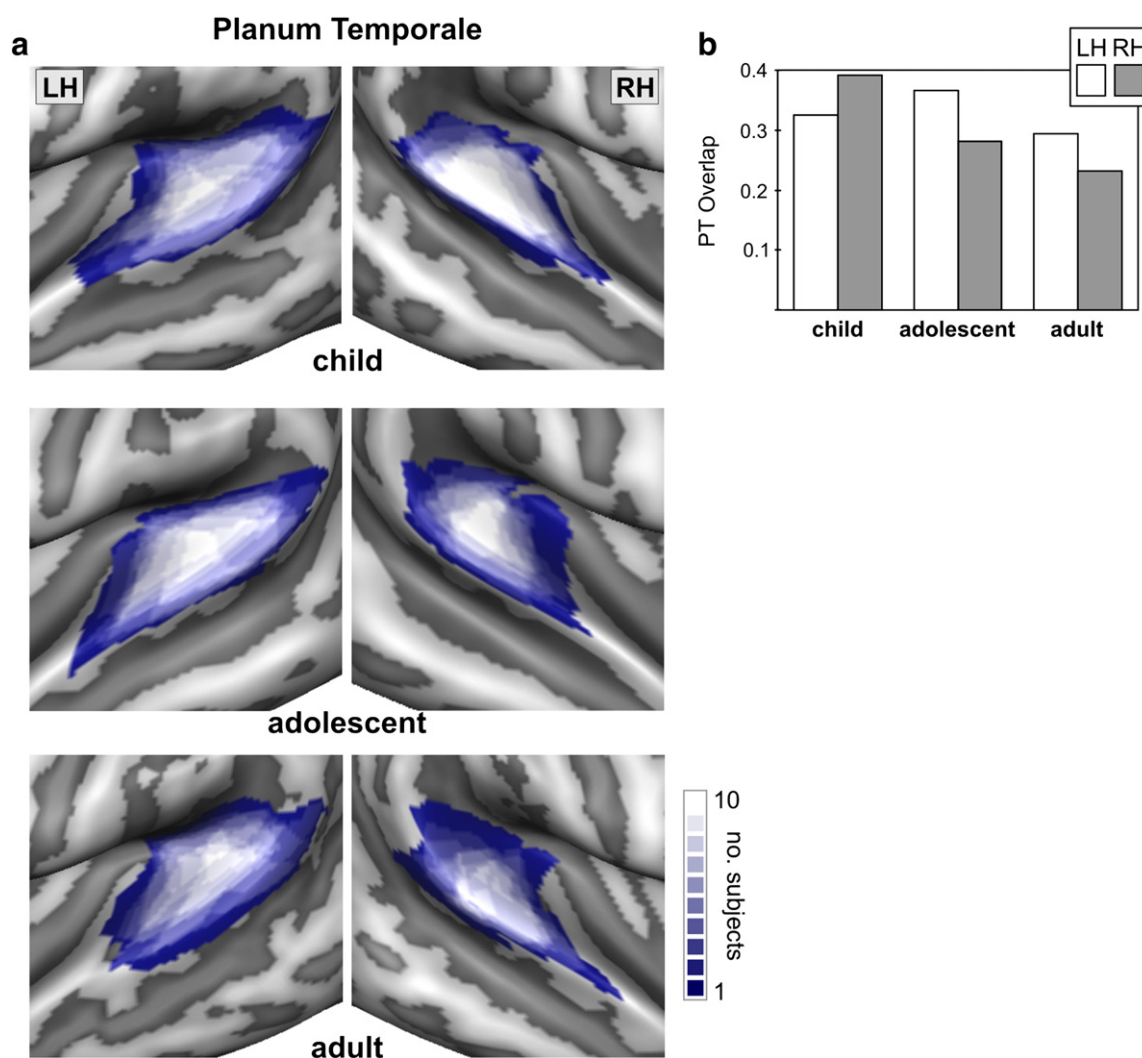 Planum Temporale
a
LH
RH
child
adolescent
adult
10
no. subjects
1
b
LH RH
PT Overlap
0.4
0.3
0.2
0.1
child adolescent adult